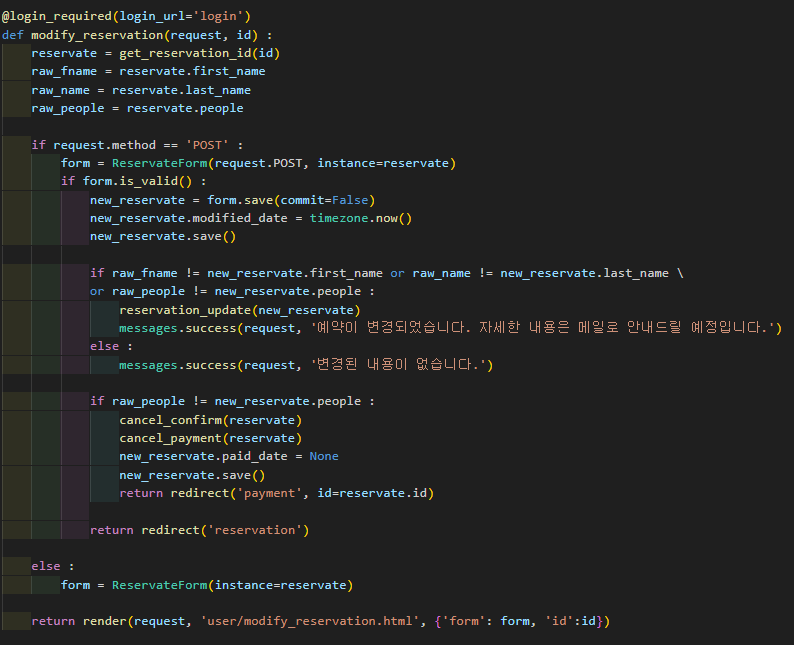 @login_required(login_url='login')
def modify_reservation(request, id) :
    reservate = get_reservation_id(id)
    raw_fname = reservate.first_name
    raw_name = reservate.last_name
    raw_people = reservate.people

    if request.method == 'POST' :
        form = ReservateForm(request.POST, instance=reservate)
        if form.is_valid() :
            new_reservate = form.save(commit=False)
            new_reservate.modified_date = timezone.now()
            new_reservate.save()

            if raw_fname != new_reservate.first_name or raw_name != new_reservate.last_name \
            or raw_people != new_reservate.people :
                reservation_update(new_reservate)
                messages.success(request, '예약이 변경되었습니다. 자세한 내용은 메일로 안내드릴 예정입니다.')
            else :
                messages.success(request, '변경된 내용이 없습니다.')

            if raw_people != new_reservate.people :
                cancel_confirm(reservate)
                cancel_payment(reservate)
                new_reservate.paid_date = None
                new_reservate.save()
                return redirect('payment', id=reservate.id)

            return redirect('reservation')

    else :
        form = ReservateForm(instance=reservate)

    return render(request, 'user/modify_reservation.html', {'form': form, 'id':id})